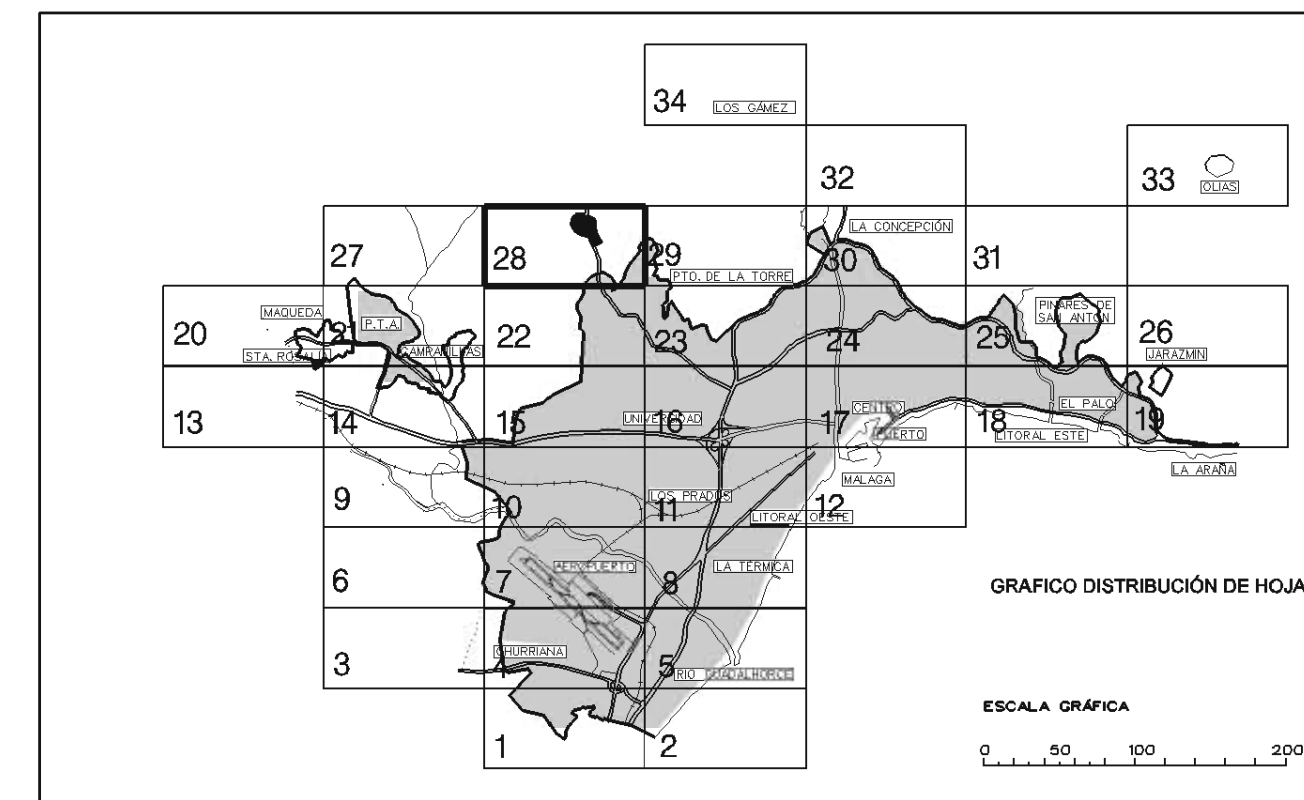 34 LOS GÁMEZ
32
33 OLIAS
LA CONCEPCIÓN
27
28
29
30
31
PTO. DE LA TORRE
MAQUEDA
P.T.A.
PINARES DE
SAN ANTON
20
STA. ROSALIA
CAMPANILLAS
22
23
24
25
26
JARAZMIN
13
14
15
UNIVERSIDAD
16
17
CENTRO
PUERTO
18
EL PALO
LITORAL ESTE
19
LA ARAÑA
MALAGA
9
10
LOS PRADOS
11
LITORAL OESTE
12
6
7
AEROPUERTO
8
LA TERMICA
GRAFICO DISTRIBUCIÓN DE HOJA
3
CHURRIANA
5
RIO GUADALHORCE
1
2
ESCALA GRÁFICA
0 50 100 200